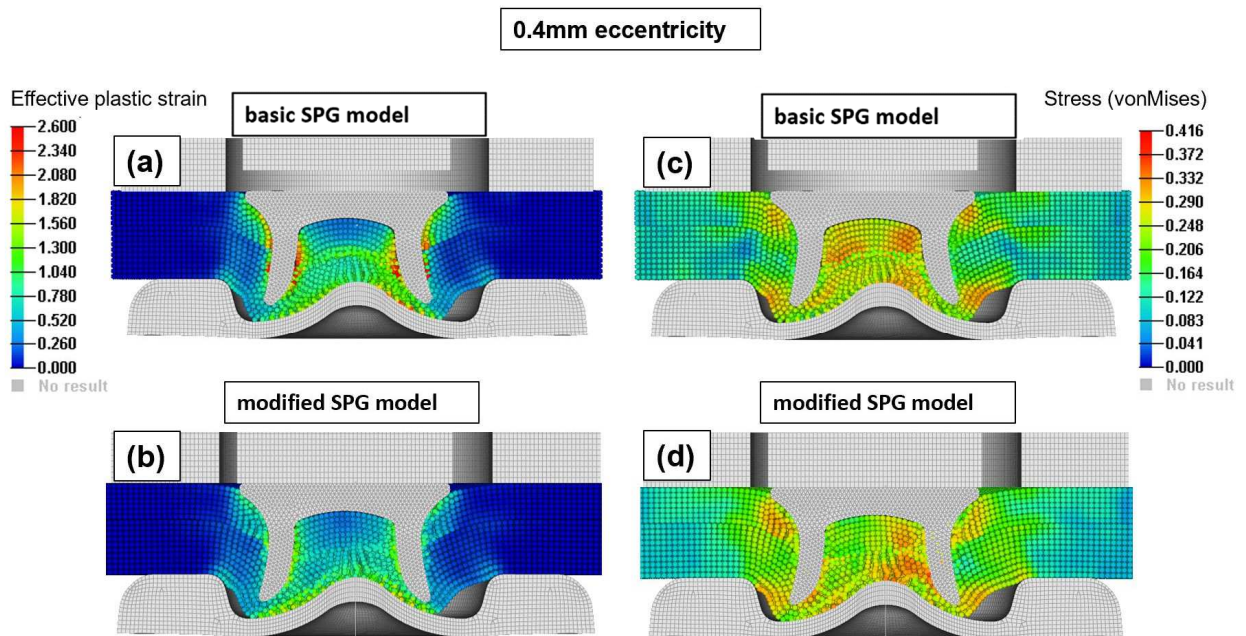 0.4mm eccentricity
Effective plastic strain
basic SPG model
basic SPG model
Stress (vonMises)
2.600
2.340
2.080
1.820
1.560
1.300
1.040
0.780
0.520
0.260
0.000
No result
(a)
(c)
0.416
0.372
0.332
0.290
0.248
0.206
0.164
0.122
0.083
0.041
0.000
No result
modified SPG model
modified SPG model
(b)
(d)